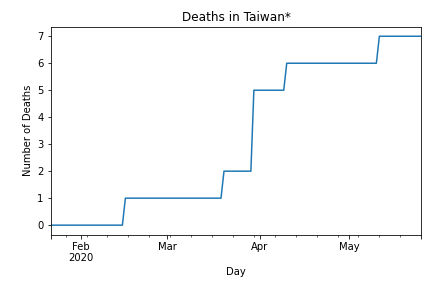 Deaths in Taiwan*
Number of Deaths
7
6
5
4
3
2
1
0
Feb
2020
Mar
Apr
May
Day